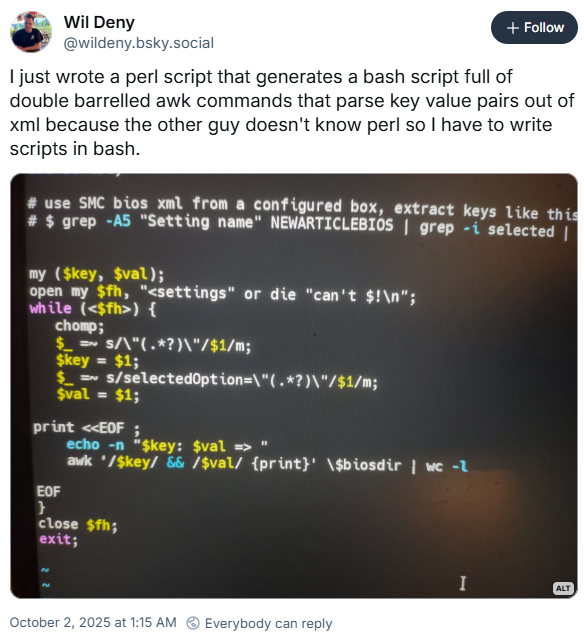 Wil Deny
@wildeny.bsky.social
+ Follow
I just wrote a perl script that generates a bash script full of
double barrelled awk commands that parse key value pairs out of
xml because the other guy doesn't know perl so I have to write
scripts in bash.
# use SMC bios xml from a configured box, extract keys like this
# $ grep -A5 "Setting name" NEWARTICLEBIOS | grep -i selected |
my ($key, $val);
open my $fh, "<settings" or die "can't $!\n";
while (<$fh>) {
chomp;
$_ =~ s/\"(.*?)\"/$1/m;
$key = $1;
$_ =~ s/selectedOption=\"(.*?)\"/$1/m;
$val = $1;
print <<EOF ;
echo -n "$key: $val => "
awk '/$key/ && /$val/ {print}' \$biosdir | wc -l
EOF
}
close $fh;
exit;
~
~
ALT
October 2, 2025 at 1:15 AM Everybody can reply